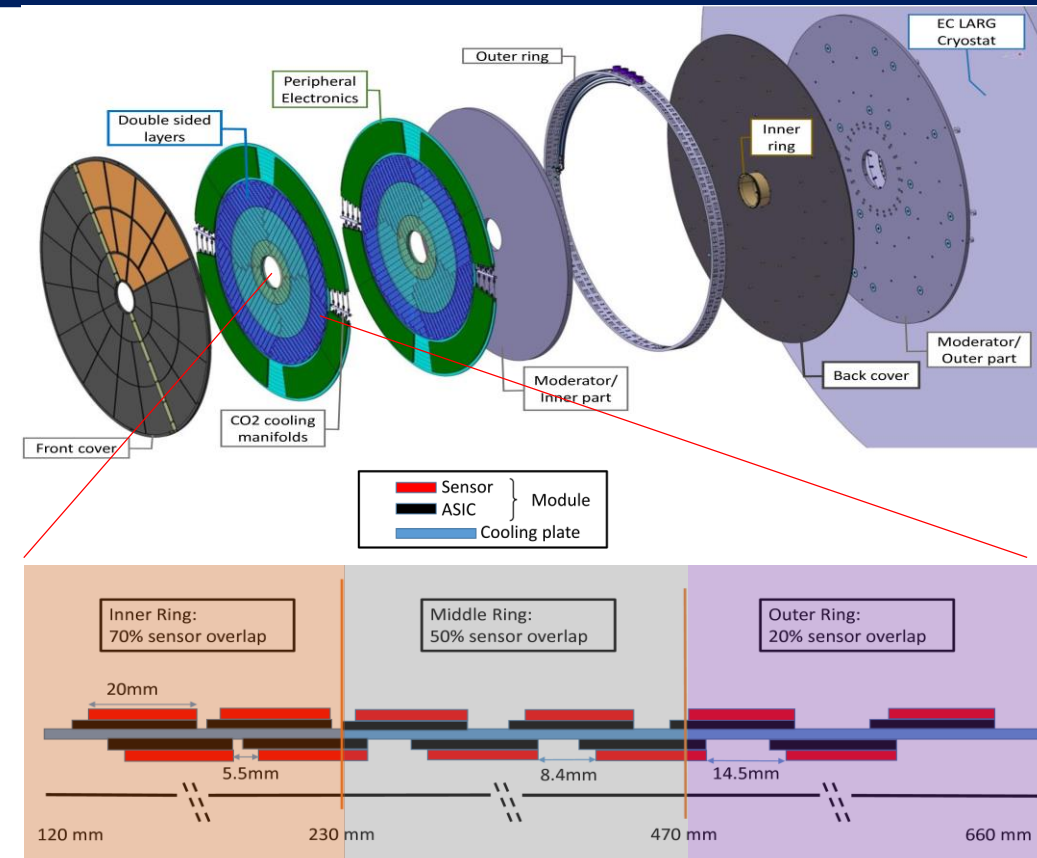 EC LARG
Cryostat
Outer ring
Peripheral
Electronics
Double sided
layers
Inner
ring
Moderator/
Outer part
Back cover
Moderator/
Inner part
CO2 cooling
manifolds
Front cover
Sensor
ASIC
Module
Cooling plate
Inner Ring:
70% sensor overlap
Middle Ring:
50% sensor overlap
Outer Ring:
20% sensor overlap
20mm
5.5mm
8.4mm
14.5mm
120 mm
230 mm
470 mm
660 mm